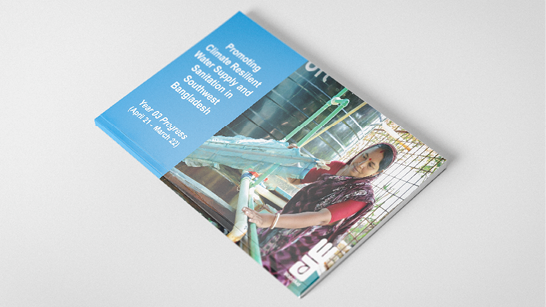 Promoting
Climate Resilient
Water Supply and
Sanitation in
Southwest
Bangladesh
Year 03 Progress
(April 21 - March 22)